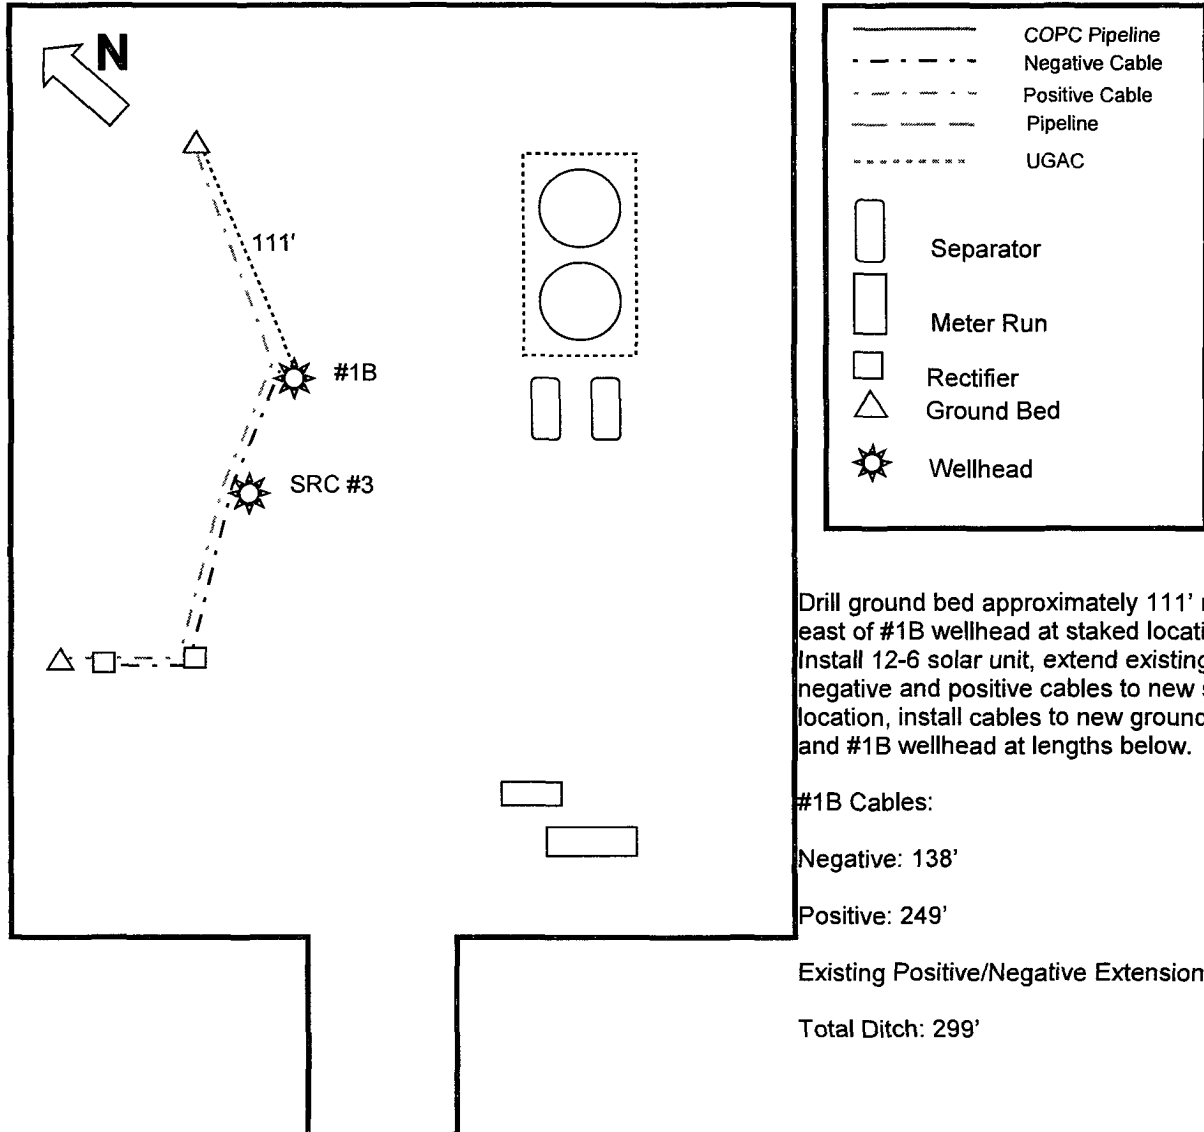 N
111'
#1B
SRC #3
COPC Pipeline
Negative Cable
Positive Cable
Pipeline
UGAC
Separator
Meter Run
Rectifier
Ground Bed
Wellhead
Drill ground bed approximately 111'
east of #1B wellhead at staked
Install 12-6 solar unit, extend existing
negative and positive cables to new
location, install cables to new ground
and #1B wellhead at lengths below.
#1B Cables:
Negative: 138'
Positive: 249'
Existing Positive/Negative Extension
Total Ditch: 299'